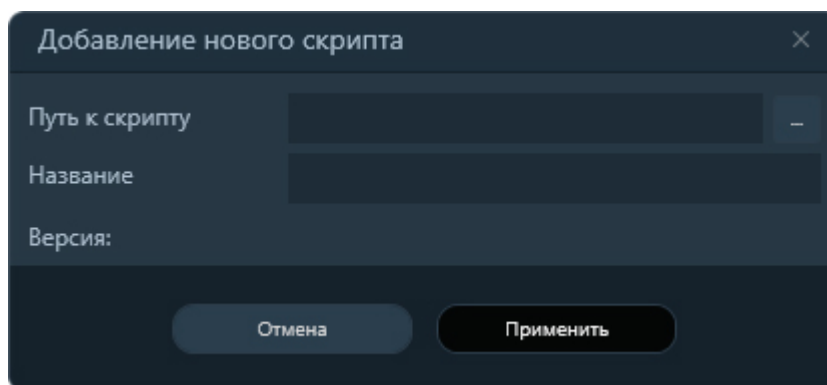 Добавление нового скрипта
Путь к скрипту
Название
Версия:
Отмена Применить